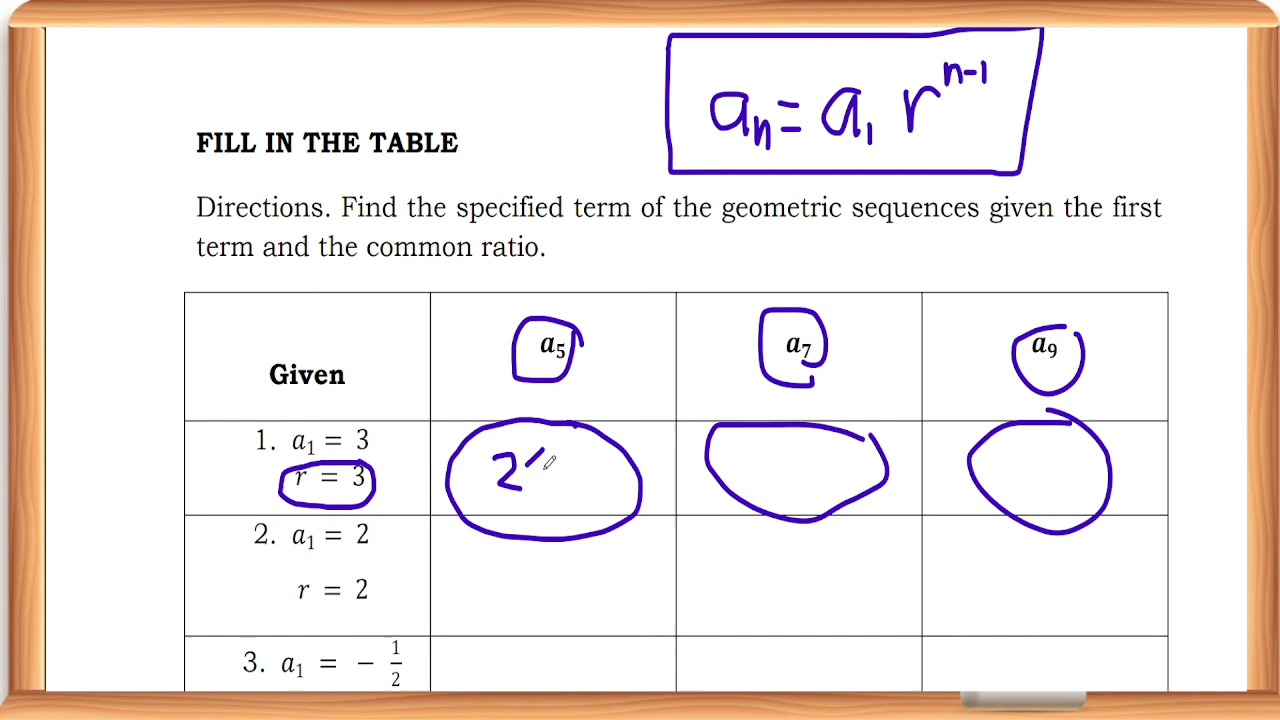 aₙ = a₁ rⁿ⁻¹
FILL IN THE TABLE
Directions. Find the specified term of the geometric sequences given the first
term and the common ratio.
Given a₅ a₇ a₉
1. a₁ = 3
r = 3
2
2. a₁ = 2
r = 2
3. a₁ = − 1/2